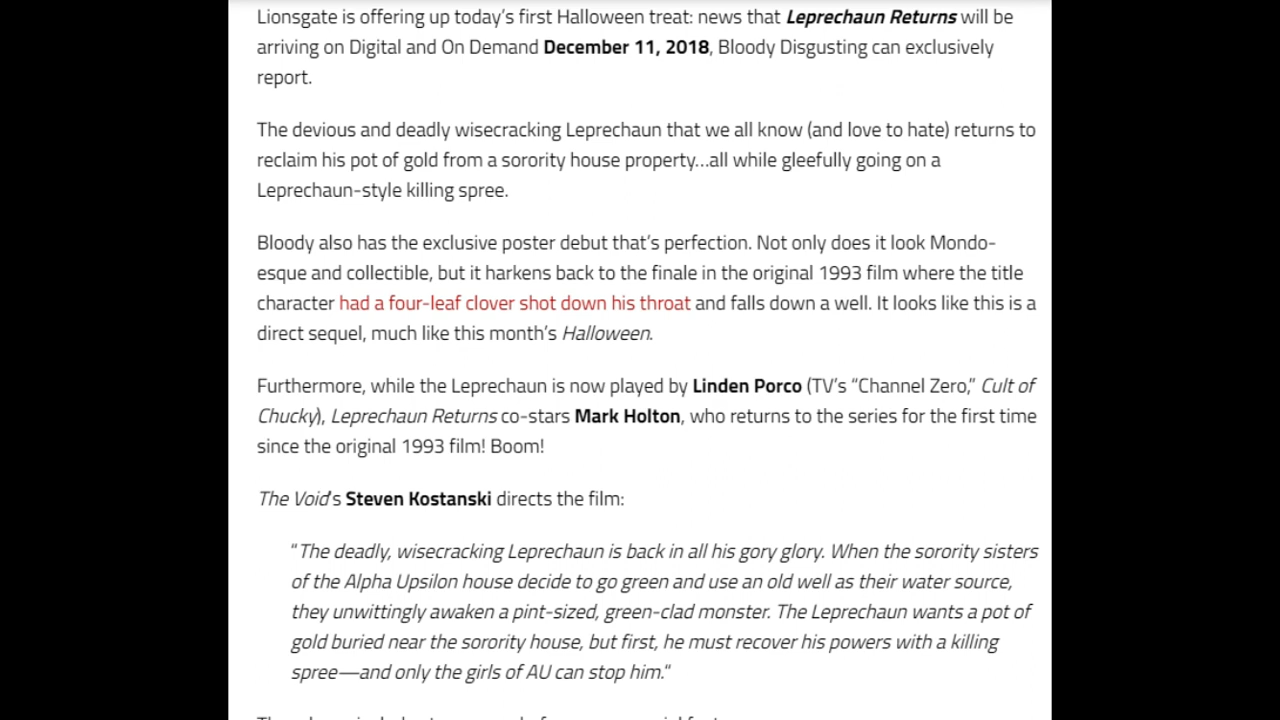 Lionsgate is offering up today's first Halloween treat: news that Leprechaun Returns will be
arriving on Digital and On Demand December 11, 2018, Bloody Disgusting can exclusively
report.
The devious and deadly wisecracking Leprechaun that we all know (and love to hate) returns to
reclaim his pot of gold from a sorority house property…all while gleefully going on a
Leprechaun-style killing spree.
Bloody also has the exclusive poster debut that's perfection. Not only does it look Mondo-
esque and collectible, but it harkens back to the finale in the original 1993 film where the title
character had a four-leaf clover shot down his throat and falls down a well. It looks like this is a
direct sequel, much like this month's Halloween.
Furthermore, while the Leprechaun is now played by Linden Porco (TV's "Channel Zero," Cult of
Chucky), Leprechaun Returns co-stars Mark Holton, who returns to the series for the first time
since the original 1993 film! Boom!
The Void's Steven Kostanski directs the film:
"The deadly, wisecracking Leprechaun is back in all his gory glory. When the sorority sisters
of the Alpha Upsilon house decide to go green and use an old well as their water source,
they unwittingly awaken a pint-sized, green-clad monster. The Leprechaun wants a pot of
gold buried near the sorority house, but first, he must recover his powers with a killing
spree—and only the girls of AU can stop him."